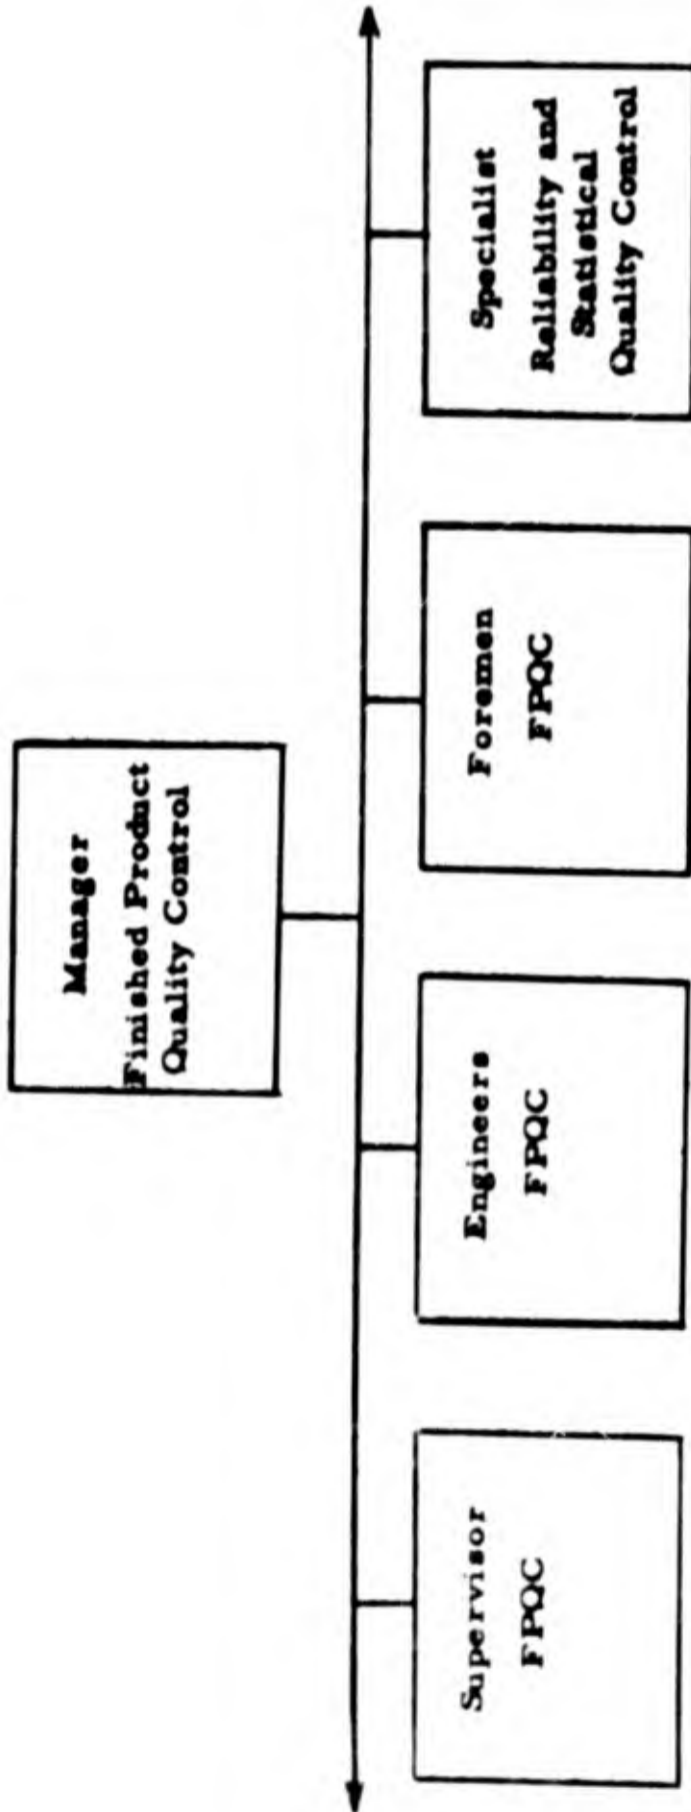 Manager
Finished Product
Quality Control
Supervisor
FPQC
Engineers
FPQC
Foremen
FPQC
Specialist
Reliability and
Statistical
Quality Control